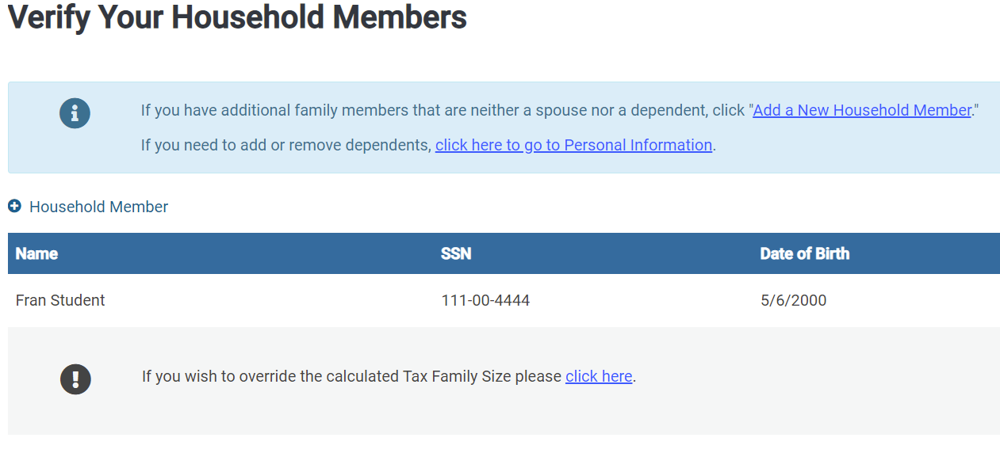 Verify Your Household Members
If you have additional family members that are neither a spouse nor a dependent, click "Add a New Household Member."
If you need to add or remove dependents, click here to go to Personal Information.
Household Member
Name SSN Date of Birth
Fran Student 111-00-4444 5/6/2000
If you wish to override the calculated Tax Family Size please click here.